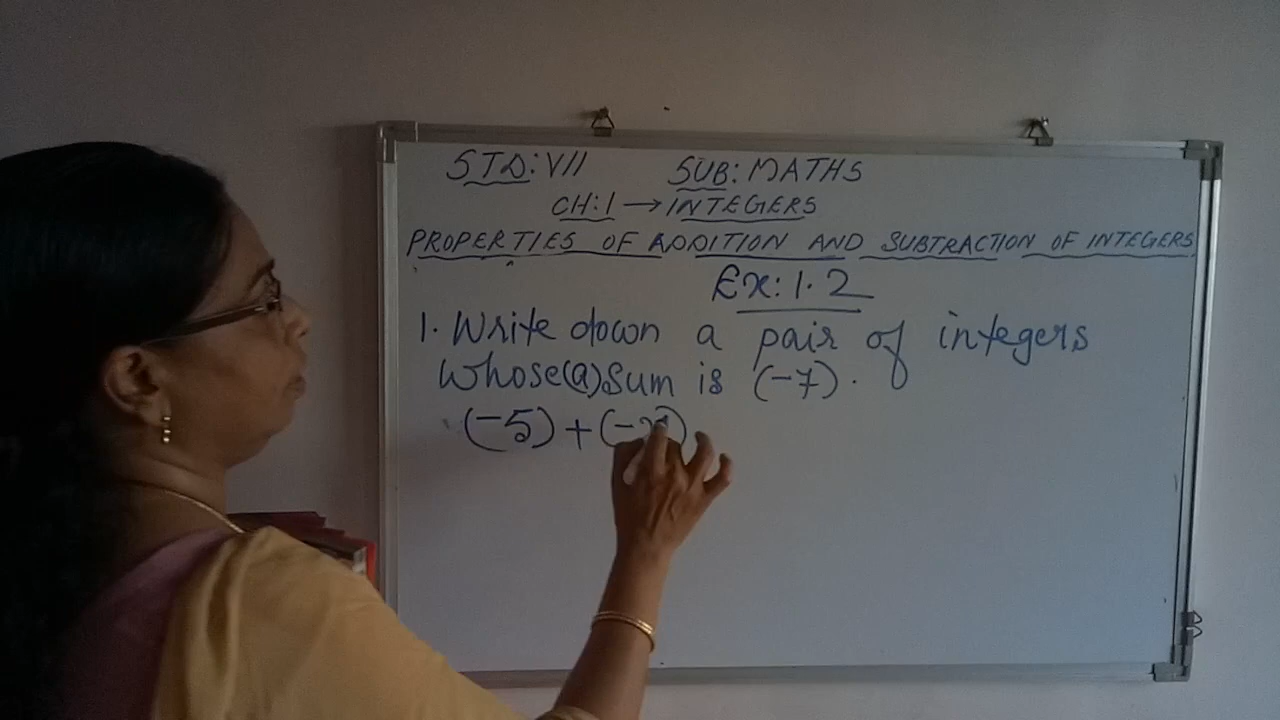 STD: VII SUB: MATHS
CH:1 → INTEGERS
PROPERTIES OF ADDITION AND SUBTRACTION OF INTEGERS
Ex: 1.2
1. Write down a pair of integers
whose(a)sum is (-7).
(-5)+(-